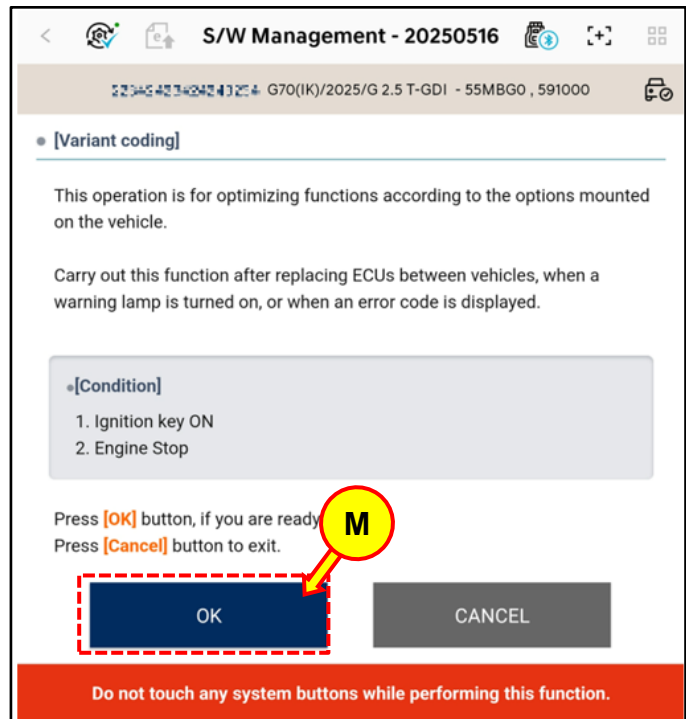 S/W Management - 20250516
G70(IK)/2025/G 2.5 T-GDI - 55MBG0 , 591000
[Variant coding]
This operation is for optimizing functions according to the options mounted
on the vehicle.
Carry out this function after replacing ECUs between vehicles, when a
warning lamp is turned on, or when an error code is displayed.
[Condition]
1. Ignition key ON
2. Engine Stop
Press [OK] button, if you are ready
Press [Cancel] button to exit.
M
OK
CANCEL
Do not touch any system buttons while performing this function.